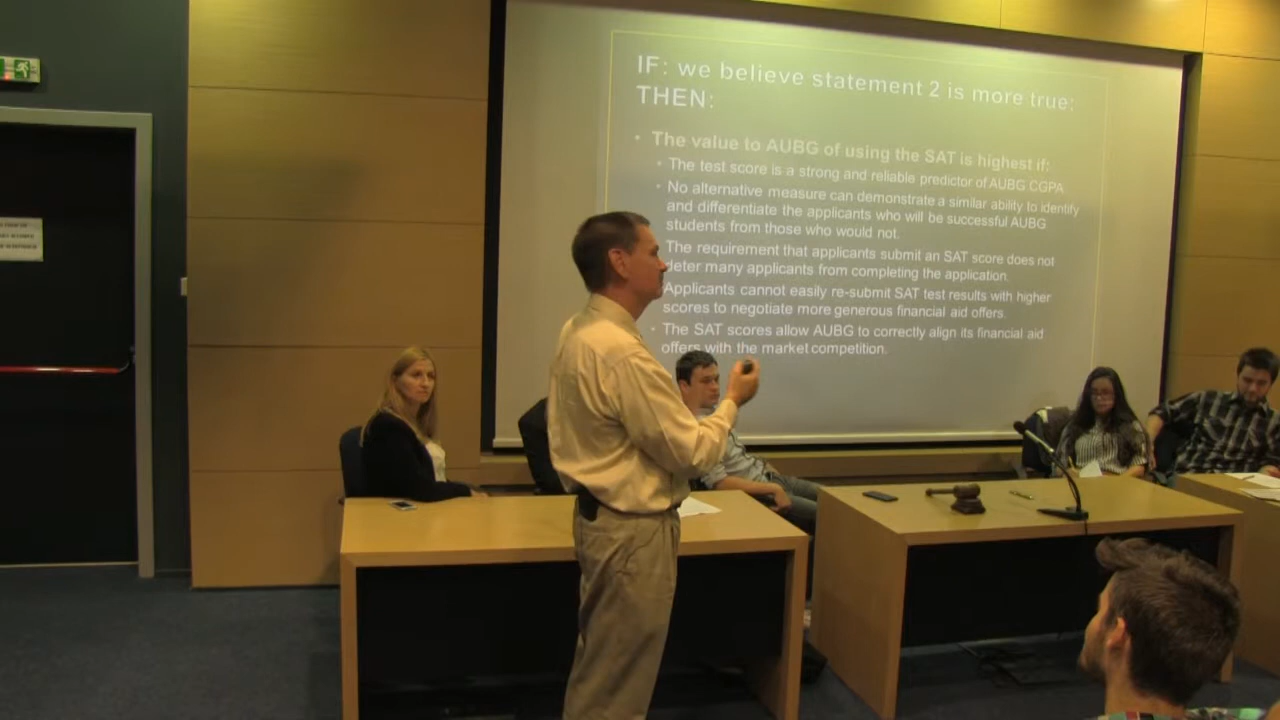 IF: we believe statement 2 is more true:
THEN:
• The value to AUBG of using the SAT is highest if:
• The test score is a strong and reliable predictor of AUBG CGPA
• No alternative measure can demonstrate a similar ability to identify
and differentiate the applicants who will be successful AUBG
students from those who would not.
The requirement that applicants submit an SAT score does not
deter many applicants from completing the application.
Applicants cannot easily re-submit SAT test results with higher
scores to negotiate more generous financial aid offers.
• The SAT scores allow AUBG to correctly align its financial aid
offers with the market competition.